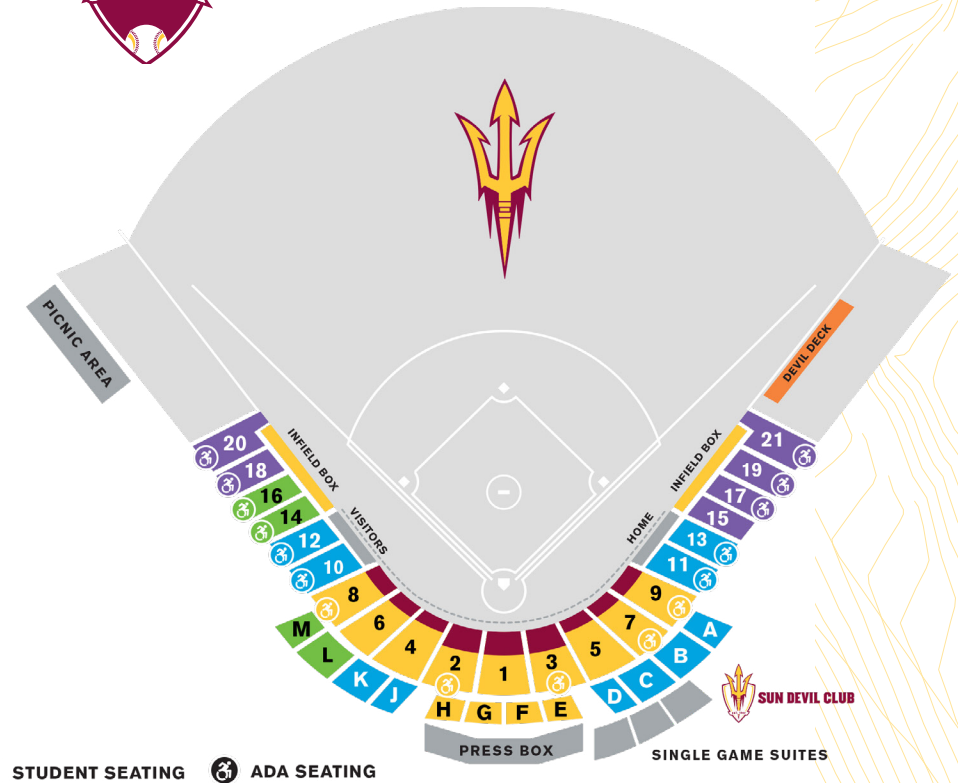 PICNIC AREA
DEVIL DECK
INFIELD BOX
INFIELD BOX
VISITORS
HOME
20
18
16
14
12
10
8
6
4
2
1
3
5
7
9
11
13
15
17
19
21
M
L
K
J
H
G
F
E
D
C
B
A
PRESS BOX
SUN DEVIL CLUB
SINGLE GAME SUITES
STUDENT SEATING
ADA SEATING